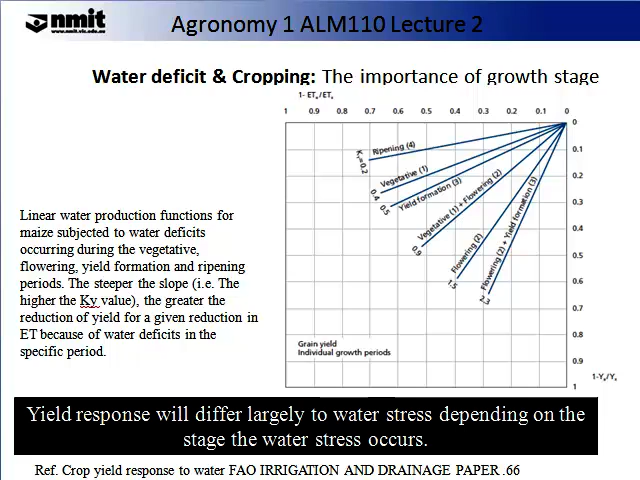 nmit
www.nmit.vic.edu.au
Agronomy 1 ALM110 Lecture 2
Water deficit & Cropping: The importance of growth stage
1- ETa/ETx
1 0.9 0.8 0.7 0.6 0.5 0.4 0.3 0.2 0.1 0
0
0.1
0.2
0.3
0.4
0.5
0.6
0.7
0.8
0.9
1
Ripening (4)
Ky=0.2
Vegetative (1)
0.4
Yield formation (3)
0.5
Vegetative (1) + Flowering (2)
0.9
Flowering (2)
1.5
Flowering (2) + Yield formation (3)
2.3
Grain yield
Individual growth periods
1-Ya/Yx
Linear water production functions for
maize subjected to water deficits
occurring during the vegetative,
flowering, yield formation and ripening
periods. The steeper the slope (i.e. The
higher the Ky value), the greater the
reduction of yield for a given reduction in
ET because of water deficits in the
specific period.
Yield response will differ largely to water stress depending on the
stage the water stress occurs.
Ref. Crop yield response to water FAO IRRIGATION AND DRAINAGE PAPER .66